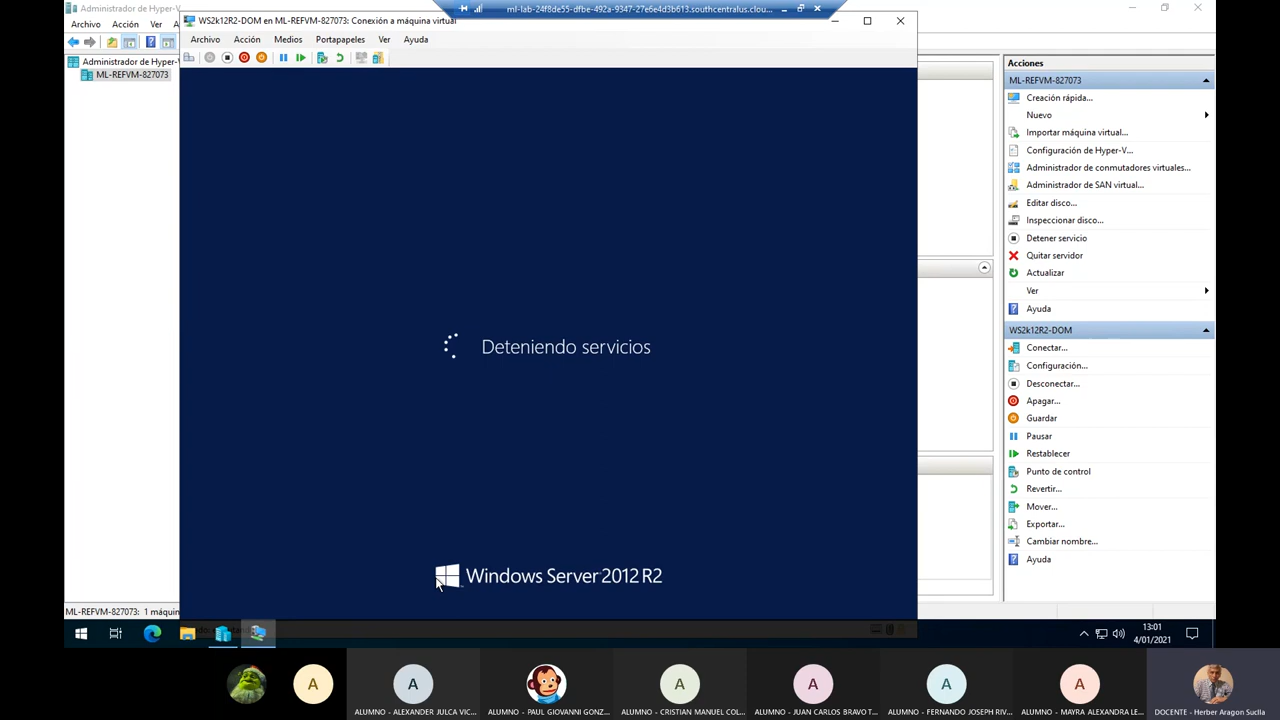 Administrador de Hyper-V
WS2K12R2-DOM en ML-REFVM-827073: Conexión a máquina virtual
ml-lab-24f8de55-dfbe-492a-9347-27e6e4d3b613.southcentralus.clou...
Archivo Acción Ver
Archivo Acción Medios Portapapeles Ver Ayuda
Administrador de Hyper-V
ML-REFVM-827073
Deteniendo servicios
Windows Server 2012 R2
Acciones
ML-REFVM-827073
Creación rápida...
Nuevo
Importar máquina virtual...
Configuración de Hyper-V...
Administrador de conmutadores virtuales...
Administrador de SAN virtual...
Editar disco...
Inspeccionar disco...
Detener servicio
Quitar servidor
Actualizar
Ver
Ayuda
WS2k12R2-DOM
Conectar...
Configuración...
Desconectar...
Apagar...
Guardar
Pausar
Restablecer
Punto de control
Revertir...
Mover...
Exportar...
Cambiar nombre...
Ayuda
ML-REFVM-827073: 1 máquin
13:01
4/01/2021
A A A A A A
ALUMNO - ALEXANDER JULCA VIC...
ALUMNO - PAUL GIOVANNI GONZ...
ALUMNO - CRISTIAN MANUEL COL...
ALUMNO - JUAN CARLOS BRAVO T...
ALUMNO - FERNANDO JOSEPH RIV...
ALUMNO - MAYRA ALEXANDRA LE...
DOCENTE - Herber Aragon Suclla